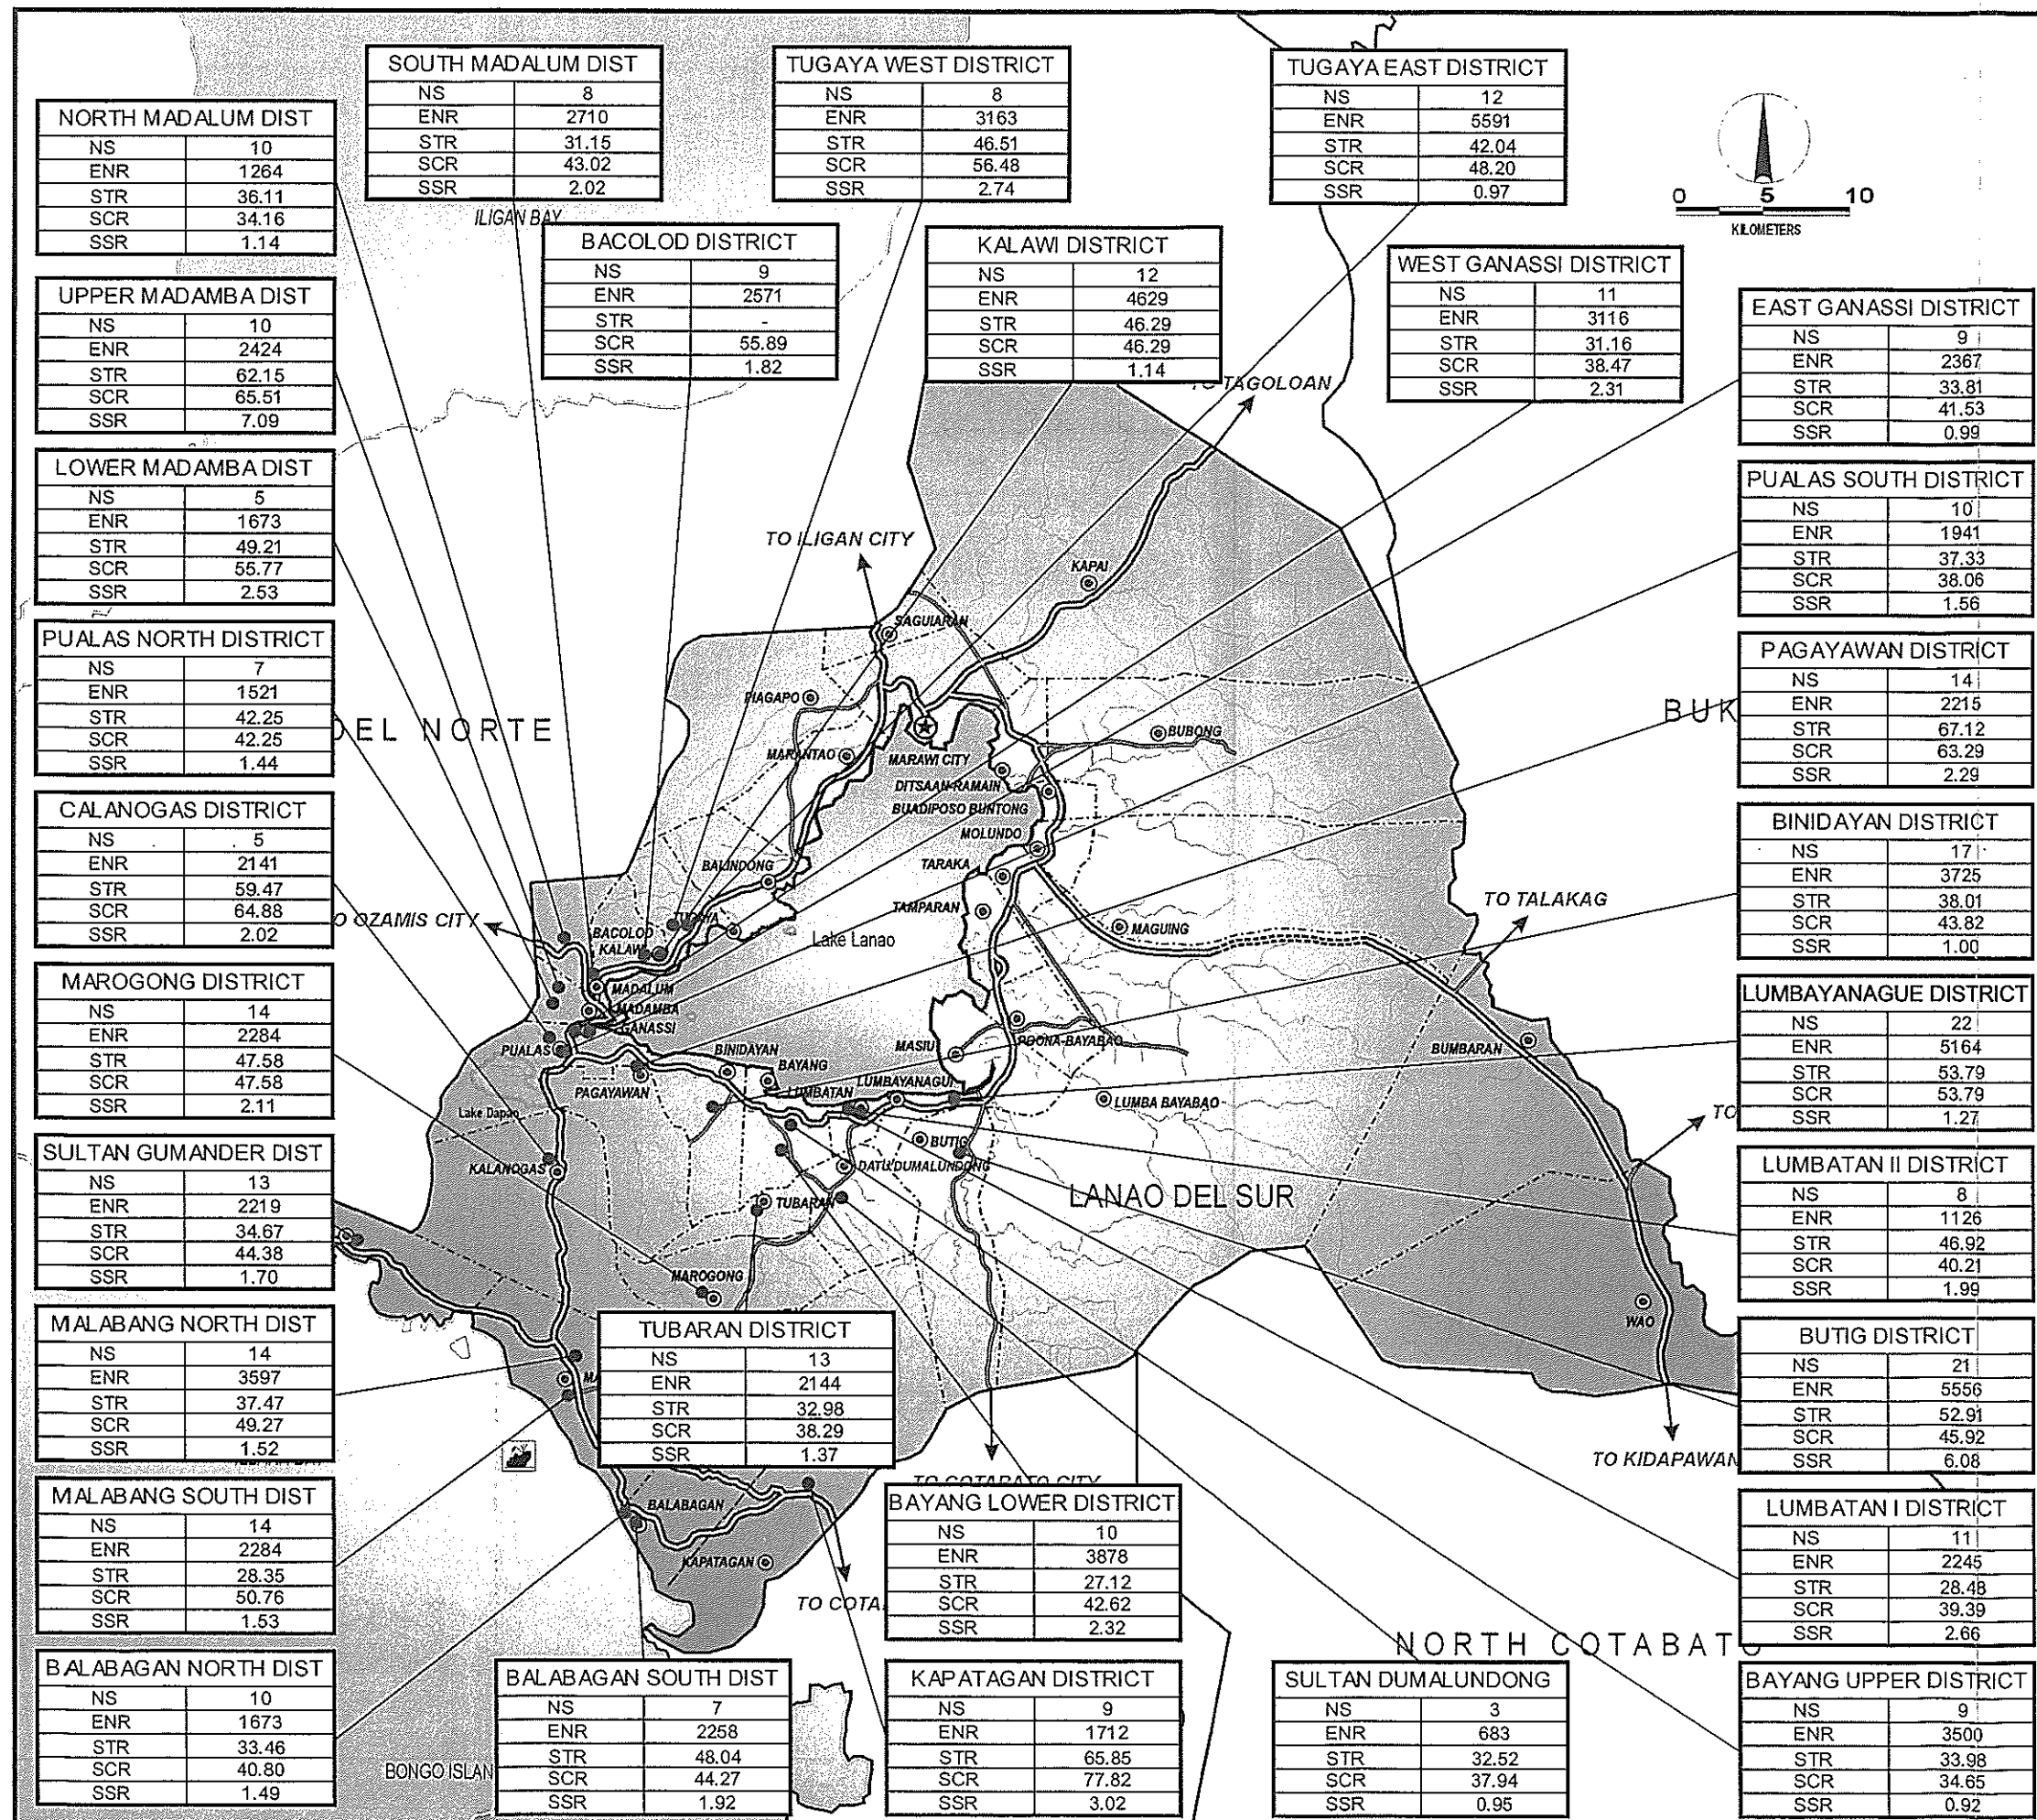 SOUTH MADALUM DIST
NS 8
ENR 2710
STR 31.15
SCR 43.02
SSR 2.02
TUGAYA WEST DISTRICT
NS 8
ENR 3163
STR 46.51
SCR 56.48
SSR 2.74
TUGAYA EAST DISTRICT
NS 12
ENR 5591
STR 42.04
SCR 48.20
SSR 0.97
NORTH MADALUM DIST
NS 10
ENR 1264
STR 36.11
SCR 34.16
SSR 1.14
0 5 10
KILOMETERS
ILIGAN BAY
BACOLOD DISTRICT
NS 9
ENR 2571
STR -
SCR 55.89
SSR 1.82
KALAWI DISTRICT
NS 12
ENR 4629
STR 46.29
SCR 46.29
SSR 1.14
WEST GANASSI DISTRICT
NS 11
ENR 3116
STR 31.16
SCR 38.47
SSR 2.31
UPPER MADAMBA DIST
NS 10
ENR 2424
STR 62.15
SCR 65.51
SSR 7.09
EAST GANASSI DISTRICT
NS 9
ENR 2367
STR 33.81
SCR 41.53
SSR 0.99
LOWER MADAMBA DIST
NS 5
ENR 1673
STR 49.21
SCR 55.77
SSR 2.53
PUALAS SOUTH DISTRICT
NS 10
ENR 1941
STR 37.33
SCR 38.06
SSR 1.56
PUALAS NORTH DISTRICT
NS 7
ENR 1521
STR 42.25
SCR 42.25
SSR 1.44
PAGAYAWAN DISTRICT
NS 14
ENR 2215
STR 67.12
SCR 63.29
SSR 2.29
CALANOGAS DISTRICT
NS 5
ENR 2141
STR 59.47
SCR 64.88
SSR 2.02
BINIDAYAN DISTRICT
NS 17
ENR 3725
STR 38.01
SCR 43.82
SSR 1.00
MAROGONG DISTRICT
NS 14
ENR 2284
STR 47.58
SCR 47.58
SSR 2.11
LUMBAYANAGUE DISTRICT
NS 22
ENR 5164
STR 53.79
SCR 53.79
SSR 1.27
SULTAN GUMANDER DIST
NS 13
ENR 2219
STR 34.67
SCR 44.38
SSR 1.70
LUMBATAN II DISTRICT
NS 8
ENR 1126
STR 46.92
SCR 40.21
SSR 1.99
MALABANG NORTH DIST
NS 14
ENR 3597
STR 37.47
SCR 49.27
SSR 1.52
TUBARAN DISTRICT
NS 13
ENR 2144
STR 32.98
SCR 38.29
SSR 1.37
BUTIG DISTRICT
NS 21
ENR 5556
STR 52.91
SCR 45.92
SSR 6.08
MALABANG SOUTH DIST
NS 14
ENR 2284
STR 28.35
SCR 50.76
SSR 1.53
BAYANG LOWER DISTRICT
NS 10
ENR 3878
STR 27.12
SCR 42.62
SSR 2.32
LUMBATAN I DISTRICT
NS 11
ENR 2245
STR 28.48
SCR 39.39
SSR 2.66
BALABAGAN NORTH DIST
NS 10
ENR 1673
STR 33.46
SCR 40.80
SSR 1.49
BALABAGAN SOUTH DIST
NS 7
ENR 2258
STR 48.04
SCR 44.27
SSR 1.92
KAPATAGAN DISTRICT
NS 9
ENR 1712
STR 65.85
SCR 77.82
SSR 3.02
SULTAN DUMALUNDONG
NS 3
ENR 683
STR 32.52
SCR 37.94
SSR 0.95
BAYANG UPPER DISTRICT
NS 9
ENR 3500
STR 33.98
SCR 34.65
SSR 0.92
TO TAGOLOAN
TO ILIGAN CITY
KAPAI
SAGUIARAN
PIAGAPO
DEL NORTE
BUK
BUBONG
MARANTAO
MARAWI CITY
DITSAAN-RAMAIN
BUADIPOSO BUNTONG
MOLUNDO
BALINDONG
TARAKA
TAMPARAN
TO TALAKAG
O OZAMIS CITY
TUGAYA
BACOLOD
KALAWI
Lake Lanao
MAGUING
MADALUM
MADAMBA
GANASSI
PUALAS
BINIDAYAN
BAYANG
MASIU
POONA-BAYABAO
BUMBARAN
PAGAYAWAN
LUMBATAN
LUMBAYANAGUI
LUMBA BAYABAO
Lake Dapao
TO
BUTIG
KALANOGAS
DATU DUMALUNDONG
TUBARAN
LANAO DEL SUR
MAROGONG
WAO
MA
TO KIDAPAWAN
TO COTABATO CITY
BALABAGAN
KAPATAGAN
TO COTA
NORTH COTABATO
BONGO ISLAN